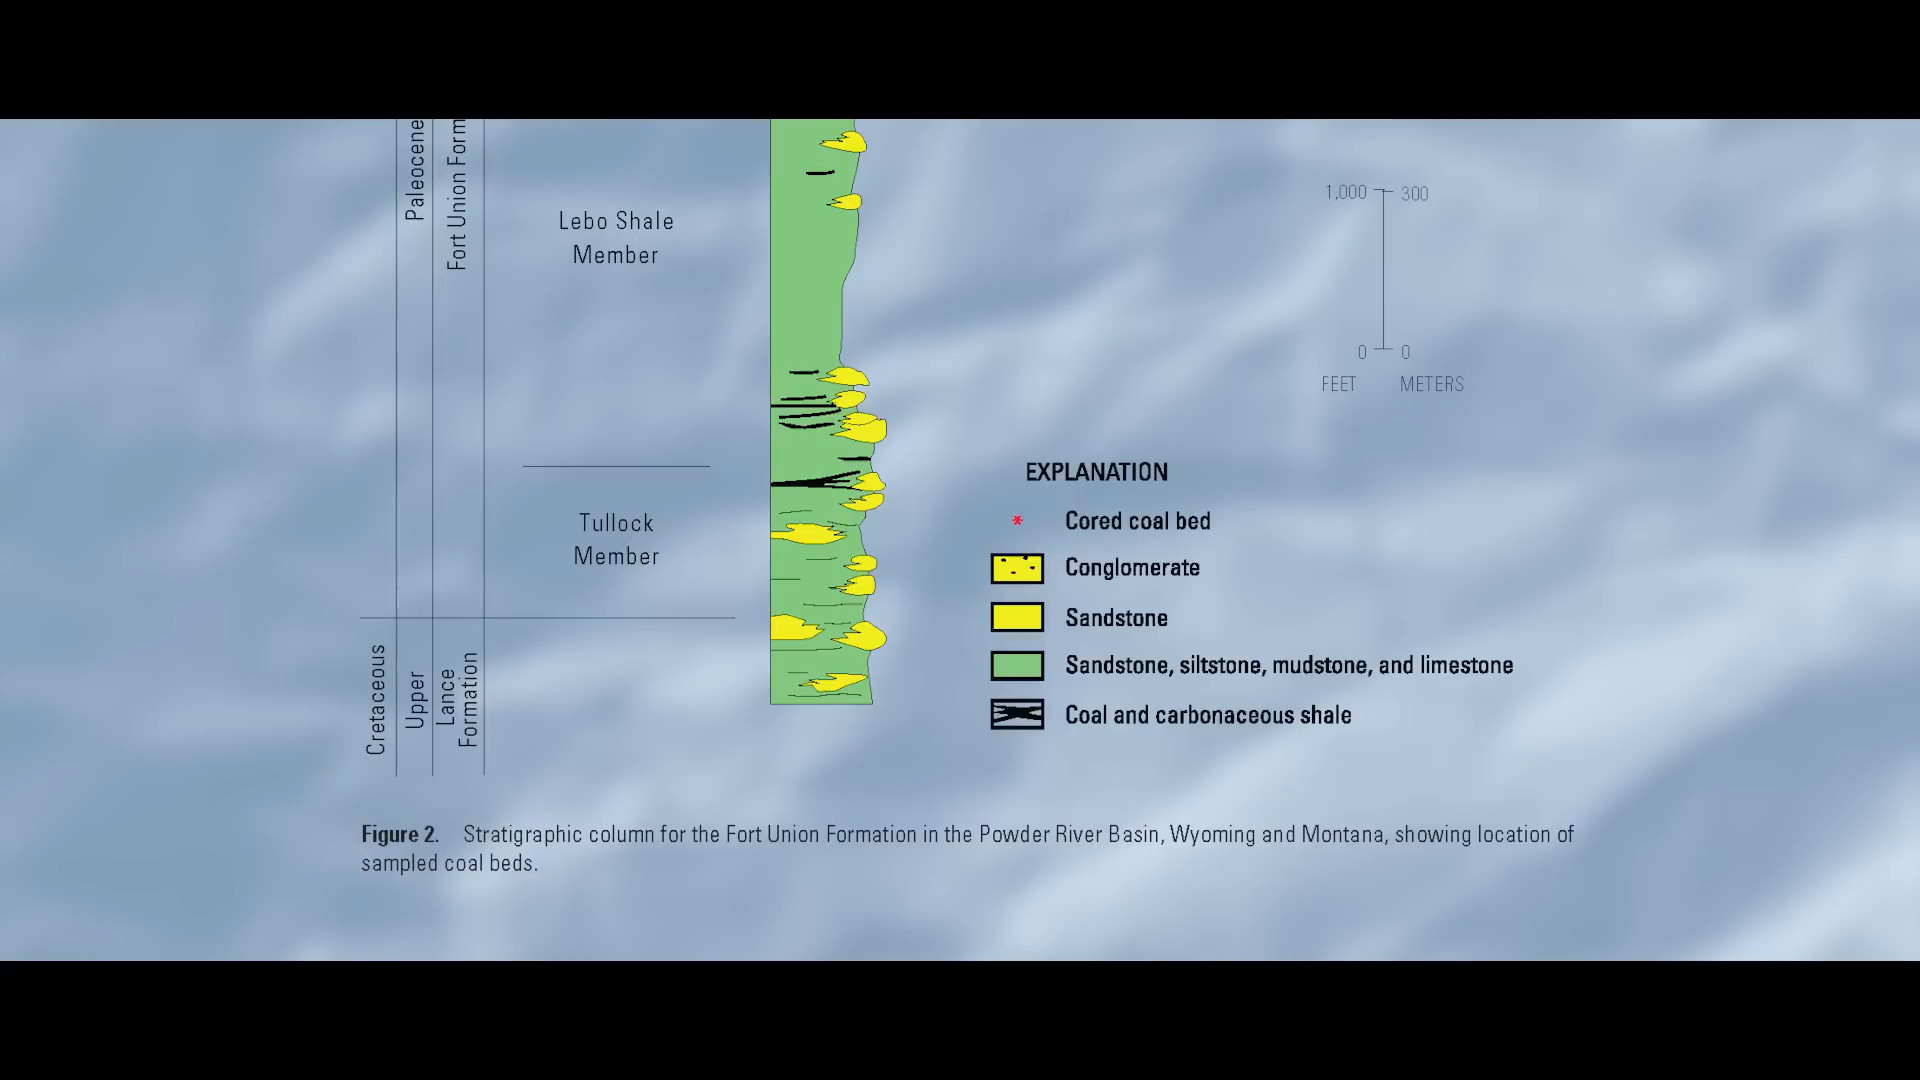 Paleocene
Fort Union Form
Lebo Shale
Member
1,000 300
0 0
FEET METERS
Tullock
Member
Cretaceous
Upper
Lance
Formation
EXPLANATION
* Cored coal bed
Conglomerate
Sandstone
Sandstone, siltstone, mudstone, and limestone
Coal and carbonaceous shale
Figure 2. Stratigraphic column for the Fort Union Formation in the Powder River Basin, Wyoming and Montana, showing location of
sampled coal beds.